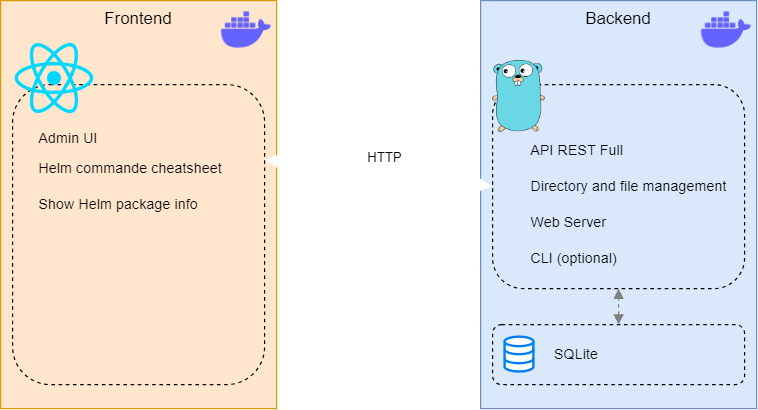 Frontend
Admin UI
Helm commande cheatsheet
Show Helm package info
HTTP
Backend
API REST Full
Directory and file management
Web Server
CLI (optional)
SQLite